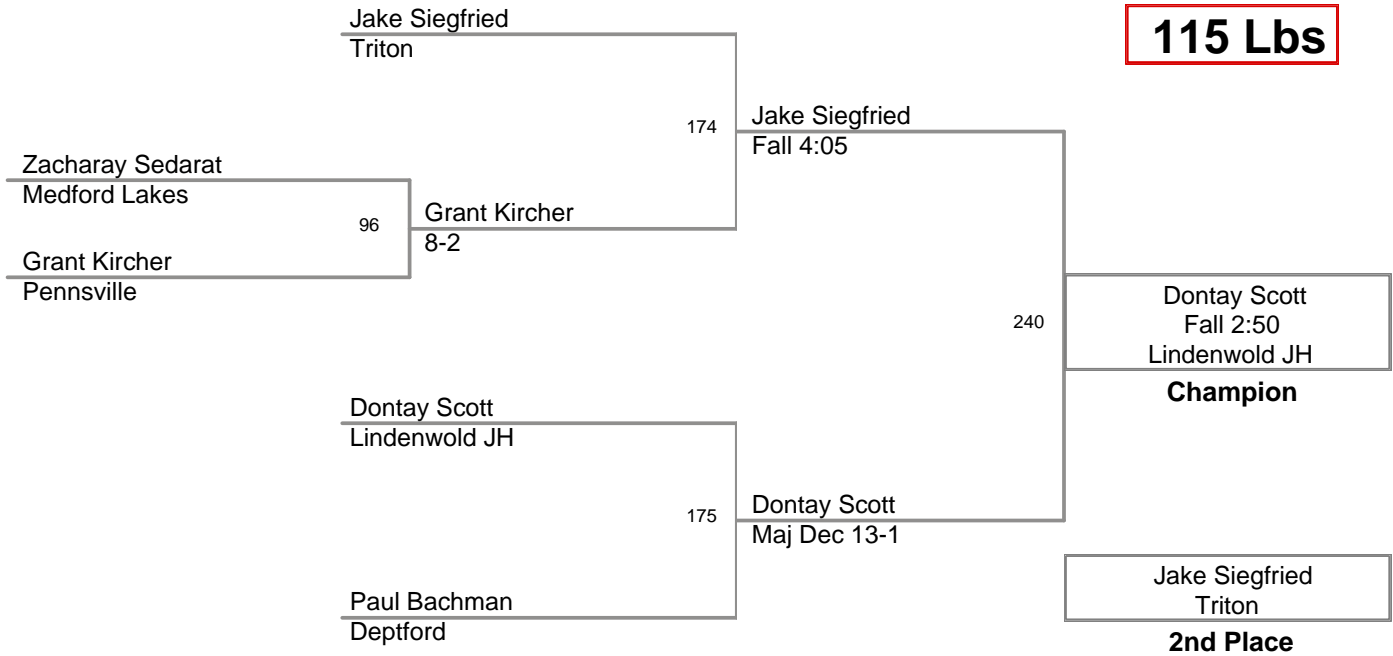 Jake Siegfried
Triton
115 Lbs
174
Jake Siegfried
Fall 4:05
Zacharay Sedarat
Medford Lakes
96
Grant Kircher
8-2
Grant Kircher
Pennsville
240
Dontay Scott
Fall 2:50
Lindenwold JH
Champion
Dontay Scott
Lindenwold JH
175
Dontay Scott
Maj Dec 13-1
Paul Bachman
Deptford
Jake Siegfried
Triton
2nd Place